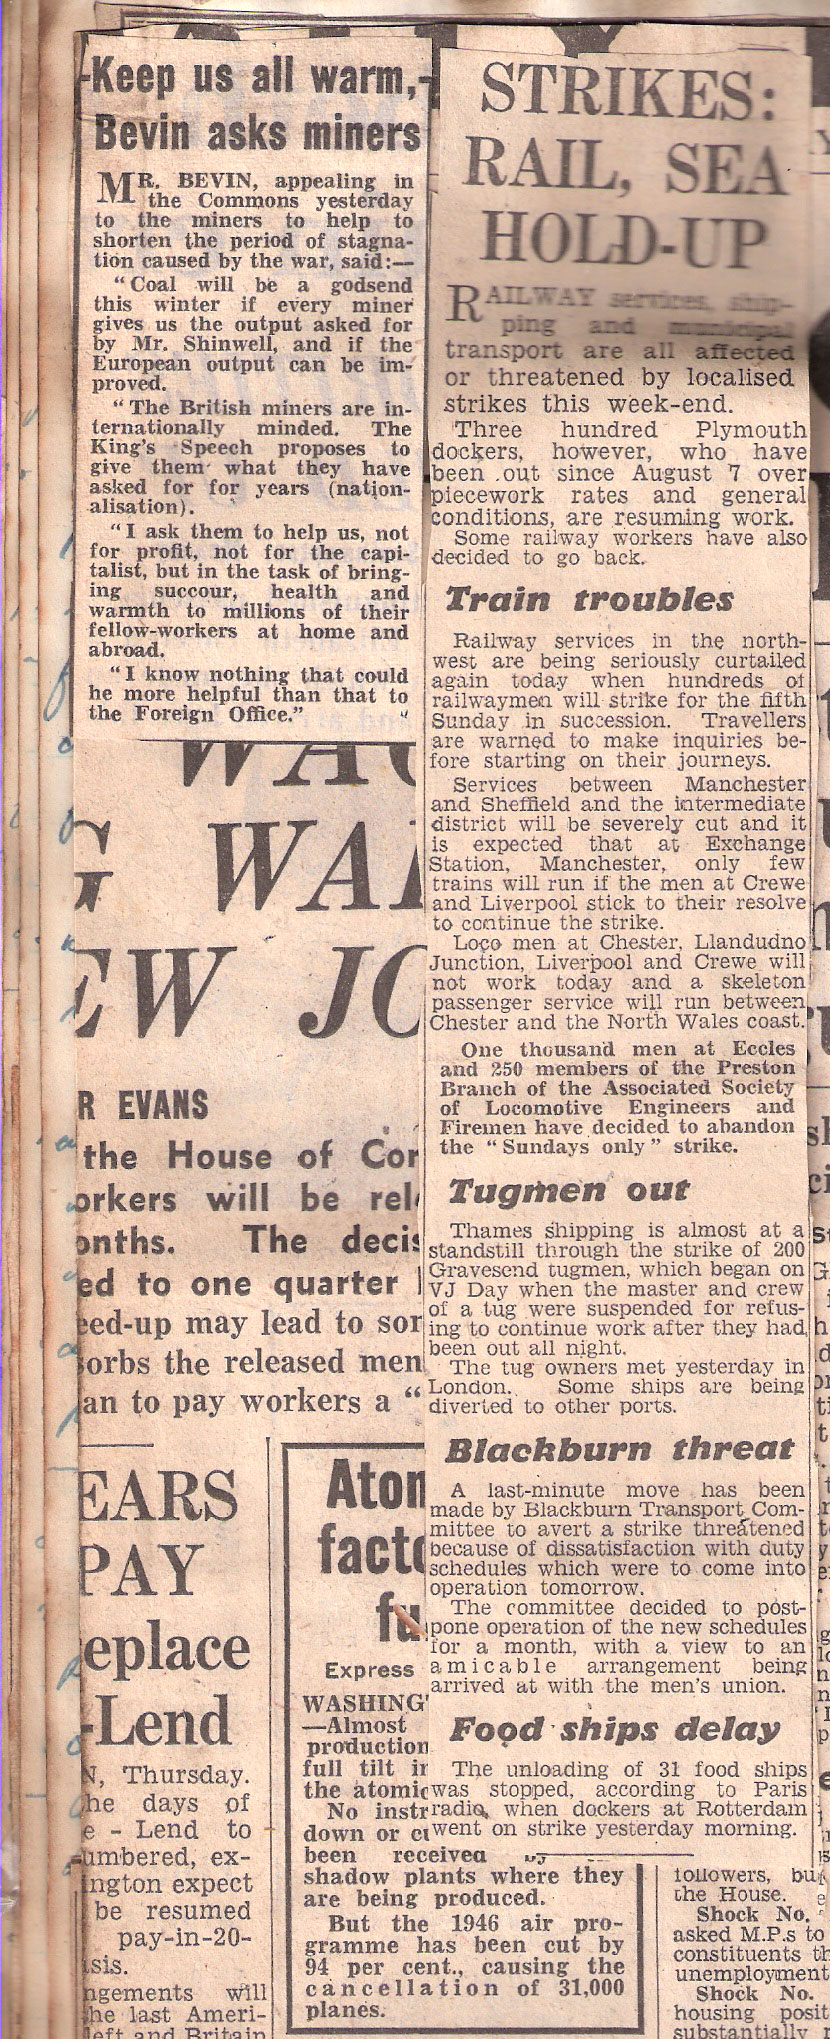 Keep us all warm,
Bevin asks miners
MR. BEVIN, appealing in
the Commons yesterday
to the miners to help to
shorten the period of stagna-
tion caused by the war, said:—
"Coal will be a godsend
this winter if every miner
gives us the output asked for
by Mr. Shinwell, and if the
European output can be im-
proved.
"The British miners are in-
ternationally minded. The
King's Speech proposes to
give them what they have
asked for for years (nation-
alisation).
"I ask them to help us, not
for profit, not for the capi-
talist, but in the task of bring-
ing succour, health and
warmth to millions of their
fellow-workers at home and
abroad.
"I know nothing that could
he more helpful than that to
the Foreign Office."
G WA
EW JO
R EVANS
the House of Cor
orkers will be rel
onths. The decis
ed to one quarter
eed-up may lead to sor
sorbs the released men
an to pay workers a "
EARS
PAY
eplace
-Lend
N, Thursday.
he days of
e - Lend to
umbered, ex-
ington expect
be resumed
pay-in-20-
sis.
ngements will
he last Ameri-
left and Britain
Atom
facto
fu
Express
WASHING
—Almost
production
full tilt in
the atomic
No instr
down or cu
been received by
shadow plants where they
are being produced.
But the 1946 air pro-
gramme has been cut by
94 per cent., causing the
cancellation of 31,000
planes.
STRIKES:
RAIL, SEA
HOLD-UP
RAILWAY services, ship-
ping and municipal
transport are all affected
or threatened by localised
strikes this week-end.
Three hundred Plymouth
dockers, however, who have
been out since August 7 over
piecework rates and general
conditions, are resuming work.
Some railway workers have also
decided to go back.
Train troubles
Railway services in the north-
west are being seriously curtailed
again today when hundreds of
railwaymen will strike for the fifth
Sunday in succession. Travellers
are warned to make inquiries be-
fore starting on their journeys.
Services between Manchester
and Sheffield and the intermediate
district will be severely cut and it
is expected that at Exchange
Station, Manchester, only few
trains will run if the men at Crewe
and Liverpool stick to their resolve
to continue the strike.
Loco men at Chester, Llandudno
Junction, Liverpool and Crewe will
not work today and a skeleton
passenger service will run between
Chester and the North Wales coast.
One thousand men at Eccles
and 250 members of the Preston
Branch of the Associated Society
of Locomotive Engineers and
Firemen have decided to abandon
the "Sundays only" strike.
Tugmen out
Thames shipping is almost at a
standstill through the strike of 200
Gravesend tugmen, which began on
VJ Day when the master and crew
of a tug were suspended for refus-
ing to continue work after they had
been out all night.
The tug owners met yesterday in
London. Some ships are being
diverted to other ports.
Blackburn threat
A last-minute move has been
made by Blackburn Transport Com-
mittee to avert a strike threatened
because of dissatisfaction with duty
schedules which were to come into
operation tomorrow.
The committee decided to post-
pone operation of the new schedules
for a month, with a view to an
amicable arrangement being
arrived at with the men's union.
Food ships delay
The unloading of 31 food ships
was stopped, according to Paris
radio, when dockers at Rotterdam
went on strike yesterday morning.
followers, bu
the House.
Shock No.
asked M.P.s to
constituents th
unemployment
Shock No.
housing posit
substantially